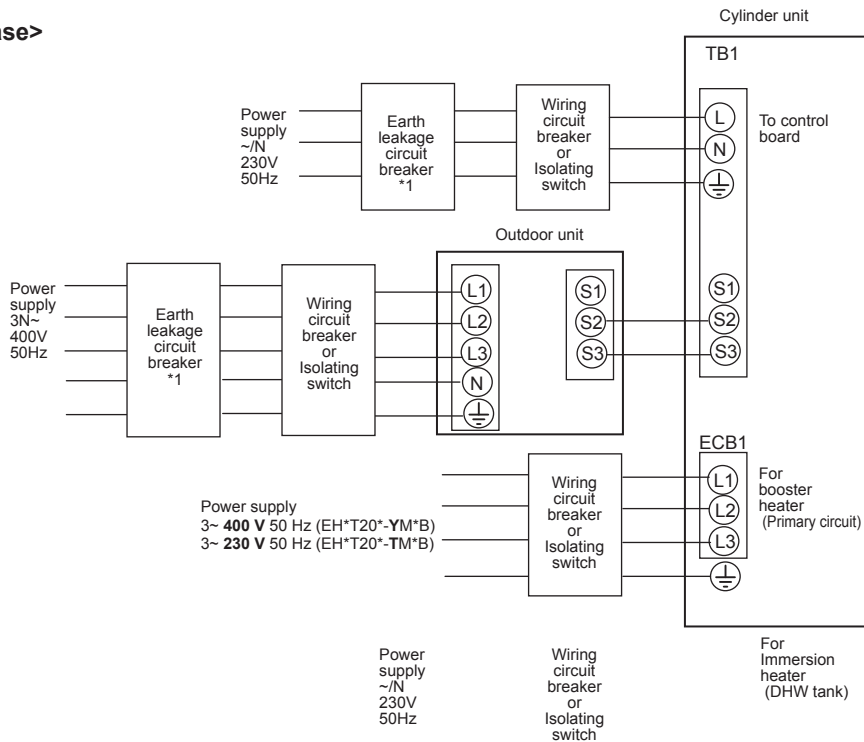 ase>
Cylinder unit
TB1
Power
supply
~/N
230V
50Hz
Earth
leakage
circuit
breaker
*1
Wiring
circuit
breaker
or
Isolating
switch
L
N
To control
board
Outdoor unit
Power
supply
3N~
400V
50Hz
Earth
leakage
circuit
breaker
*1
Wiring
circuit
breaker
or
Isolating
switch
L1
L2
L3
N
S1
S2
S3
S1
S2
S3
ECB1
Power supply
3~ 400 V 50 Hz (EH*T20*-YM*B)
3~ 230 V 50 Hz (EH*T20*-TM*B)
Wiring
circuit
breaker
or
Isolating
switch
L1
L2
L3
For
booster
heater
(Primary circuit)
Power
supply
~/N
230V
50Hz
Wiring
circuit
breaker
or
Isolating
switch
For
Immersion
heater
(DHW tank)